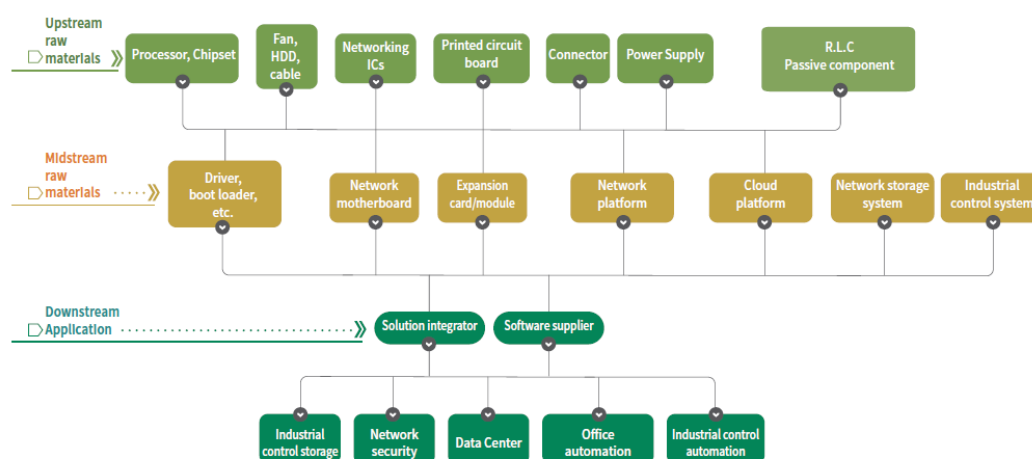 Upstream
raw
materials
Processor, Chipset
Fan,
HDD,
cable
Networking
ICs
Printed circuit
board
Connector
Power Supply
R.L.C
Passive component
Midstream
raw
materials
Driver,
boot loader,
etc.
Network
motherboard
Expansion
card/module
Network
platform
Cloud
platform
Network storage
system
Industrial
control system
Downstream
Application
Solution integrator
Software supplier
Industrial
control storage
Network
security
Data Center
Office
automation
Industrial control
automation